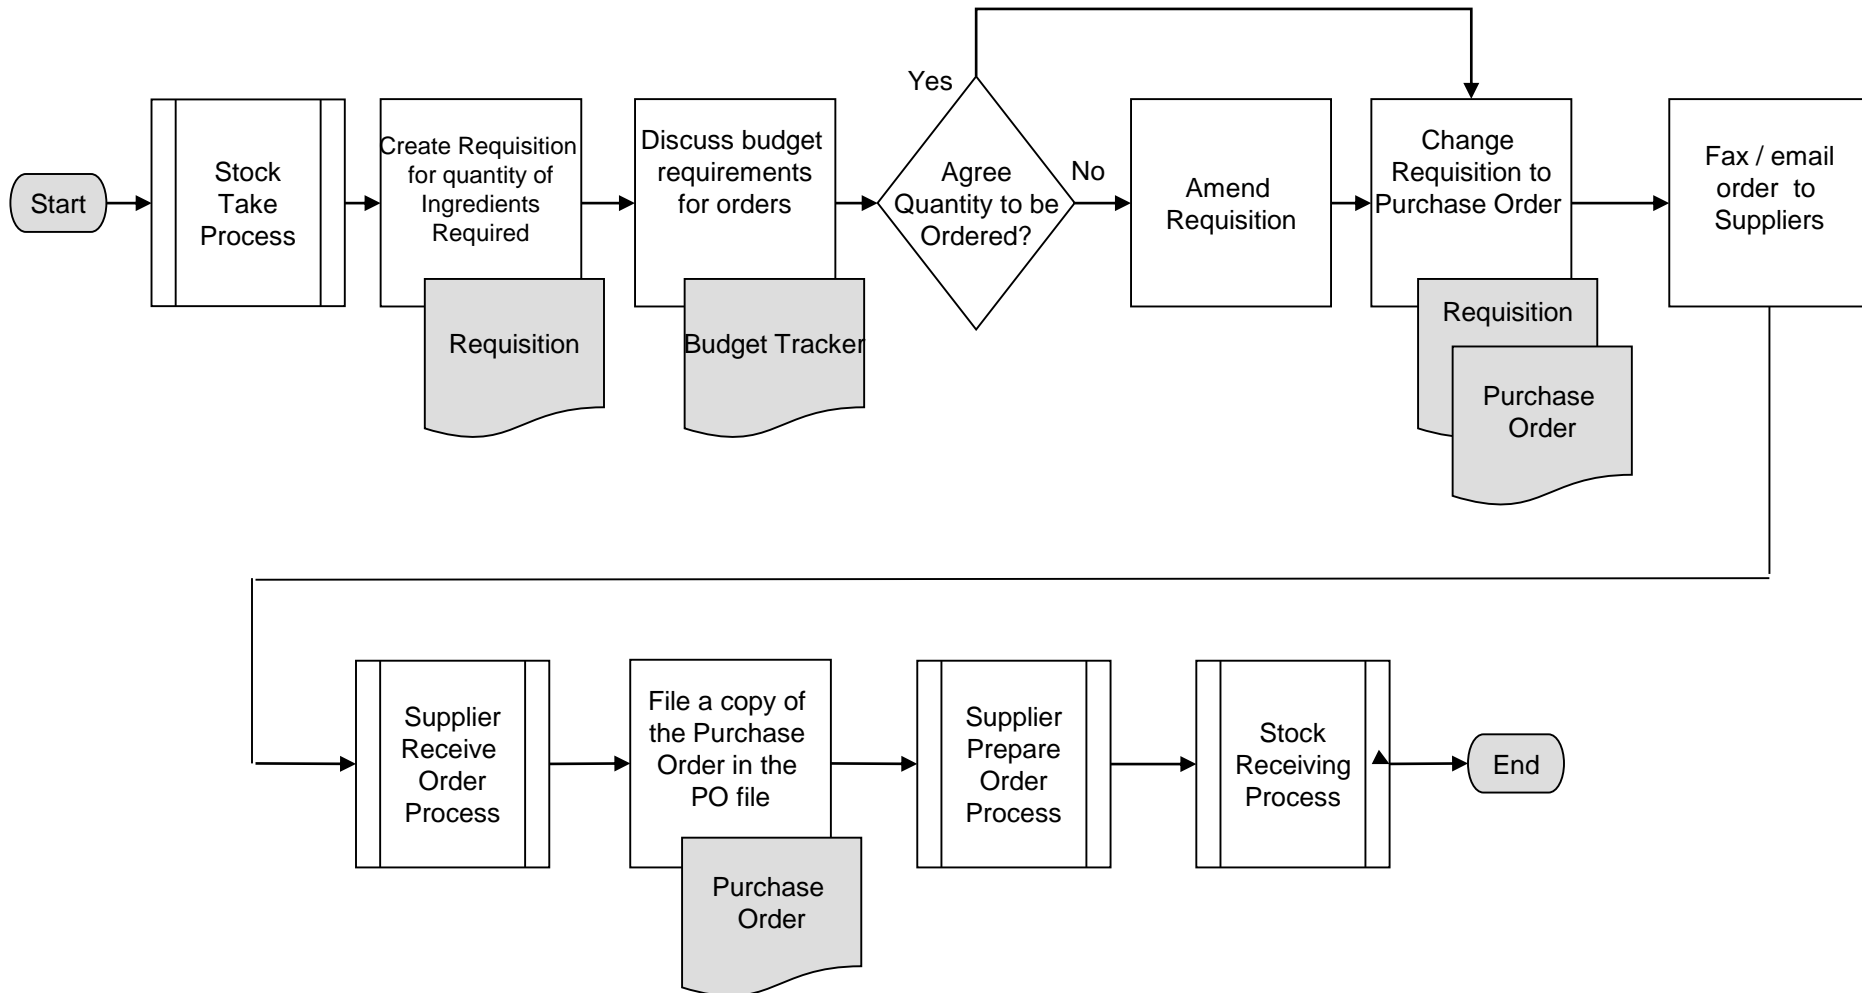 Start
Stock
Take
Process
Create Requisition
for quantity of
Ingredients
Required
Requisition
Discuss budget
requirements
for orders
Budget Tracker
Yes
Agree
Quantity to be
Ordered?
No
Amend
Requisition
Change
Requisition to
Purchase Order
Requisition
Purchase
Order
Fax / email
order to
Suppliers
Supplier
Receive
Order
Process
File a copy of
the Purchase
Order in the
PO file
Purchase
Order
Supplier
Prepare
Order
Process
Stock
Receiving
Process
End